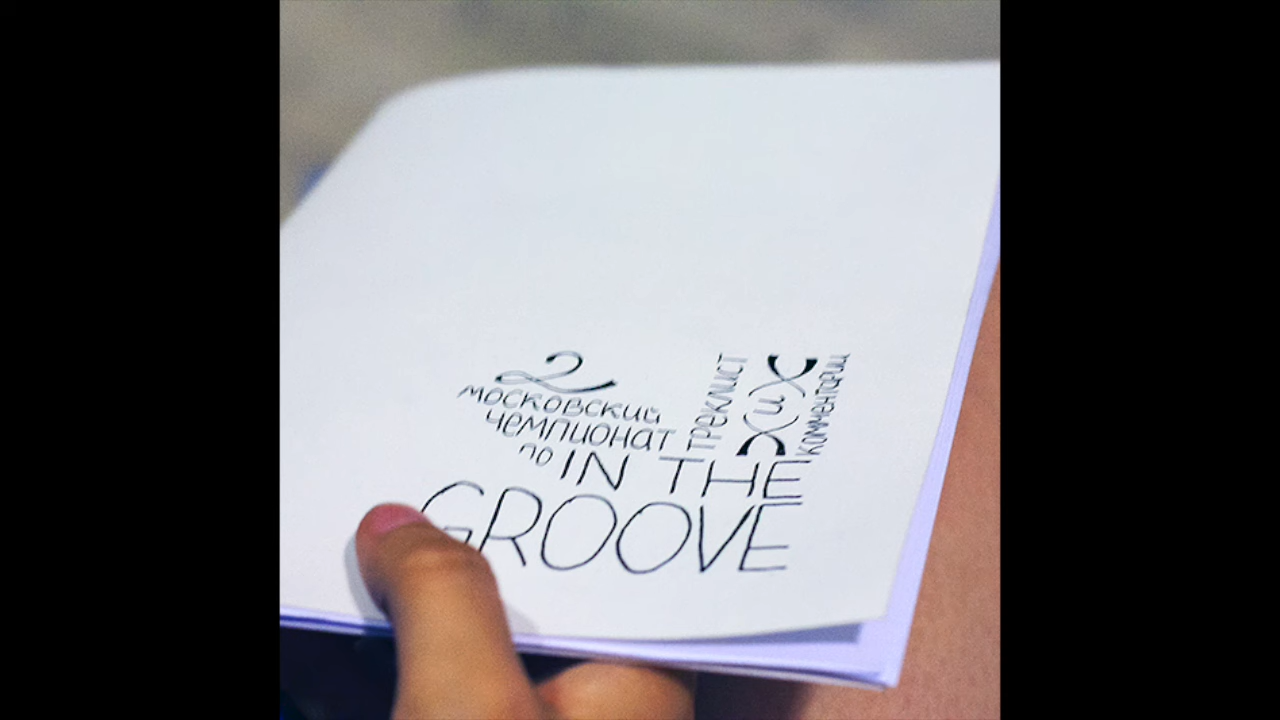 2
московский
чемпионат
по IN THE
GROOVE
треклист
и
комментарии